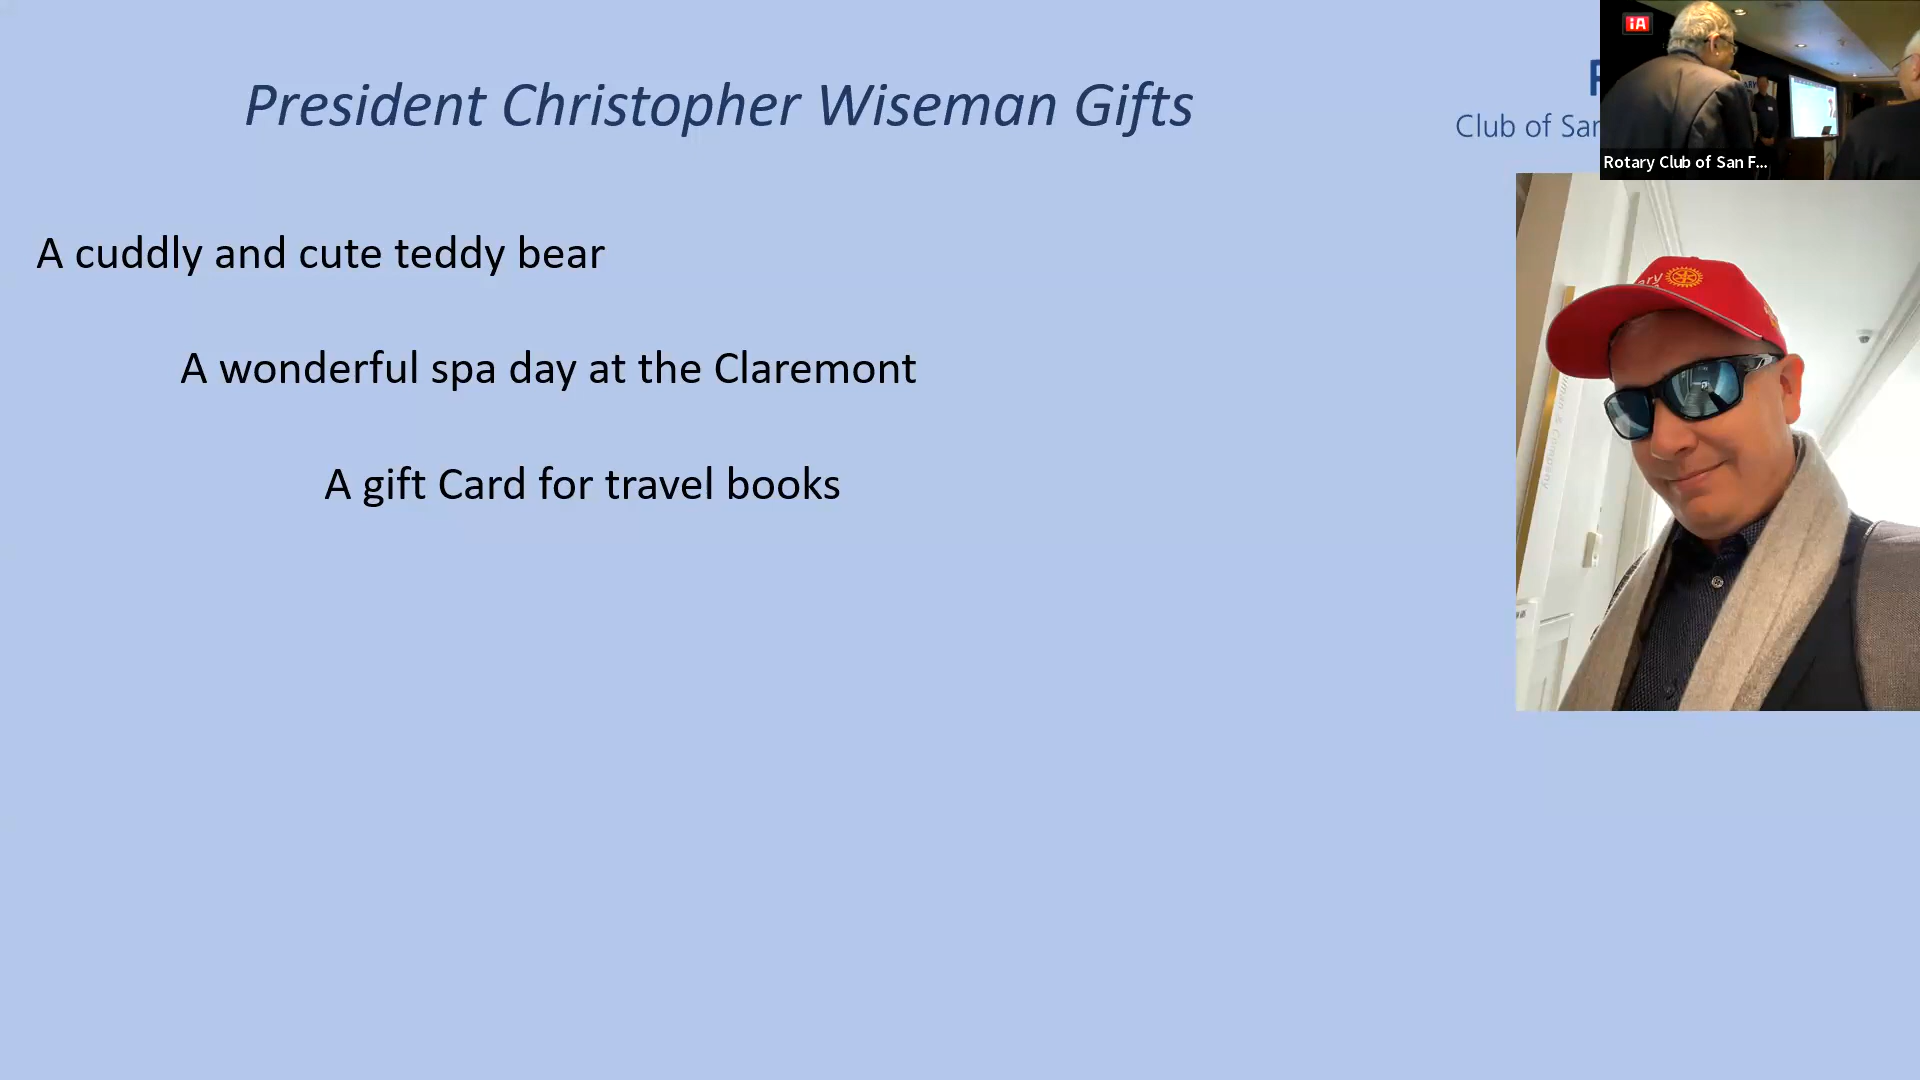 President Christopher Wiseman Gifts
Club of San
A cuddly and cute teddy bear
A wonderful spa day at the Claremont
A gift Card for travel books
iA
Rotary Club of San F...